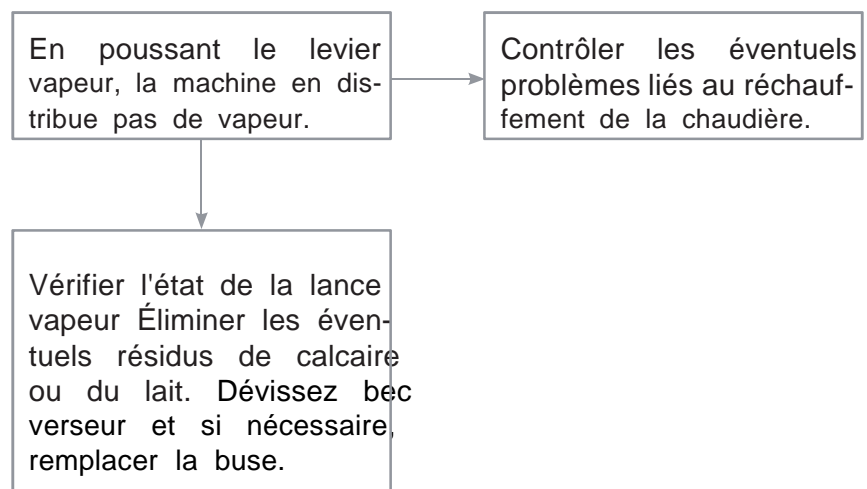 En poussant le levier
vapeur, la machine en dis-
tribue pas de vapeur.
Contrôler les éventuels
problèmes liés au réchauf-
fement de la chaudière.
Vérifier l'état de la lance
vapeur Éliminer les éven-
tuels résidus de calcaire
ou du lait. Dévissez bec
verseur et si nécessaire,
remplacer la buse.